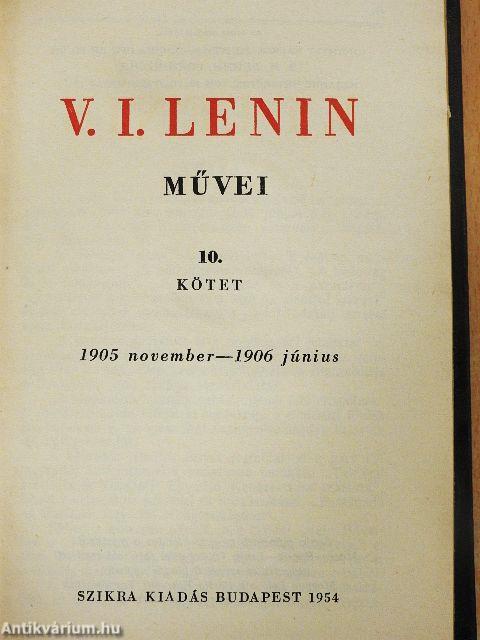 V. I. LENIN
MŰVEI
10.
KÖTET
1905 november—1906 június
SZIKRA KIADÁS BUDAPEST 1954
Antikvárium.hu